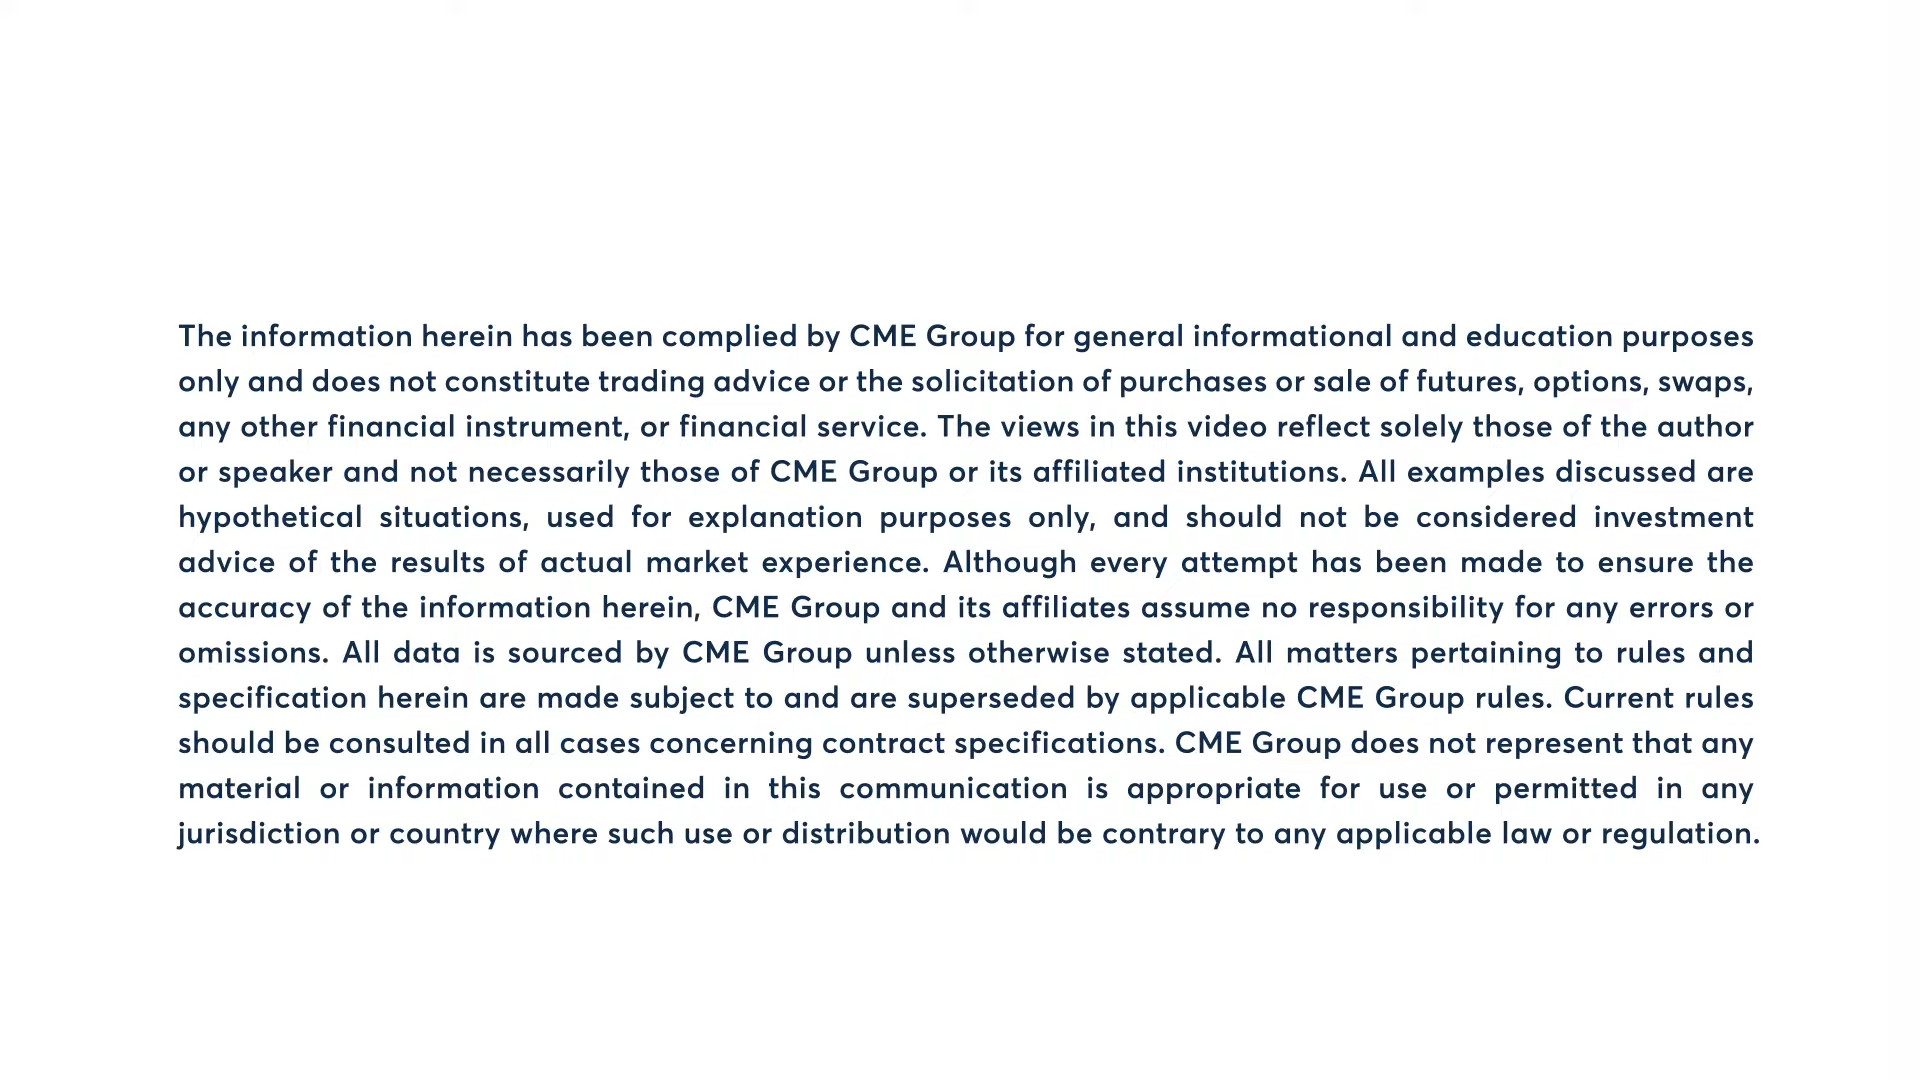 The information herein has been complied by CME Group for general informational and education purposes
only and does not constitute trading advice or the solicitation of purchases or sale of futures, options, swaps,
any other financial instrument, or financial service. The views in this video reflect solely those of the author
or speaker and not necessarily those of CME Group or its affiliated institutions. All examples discussed are
hypothetical situations, used for explanation purposes only, and should not be considered investment
advice of the results of actual market experience. Although every attempt has been made to ensure the
accuracy of the information herein, CME Group and its affiliates assume no responsibility for any errors or
omissions. All data is sourced by CME Group unless otherwise stated. All matters pertaining to rules and
specification herein are made subject to and are superseded by applicable CME Group rules. Current rules
should be consulted in all cases concerning contract specifications. CME Group does not represent that any
material or information contained in this communication is appropriate for use or permitted in any
jurisdiction or country where such use or distribution would be contrary to any applicable law or regulation.